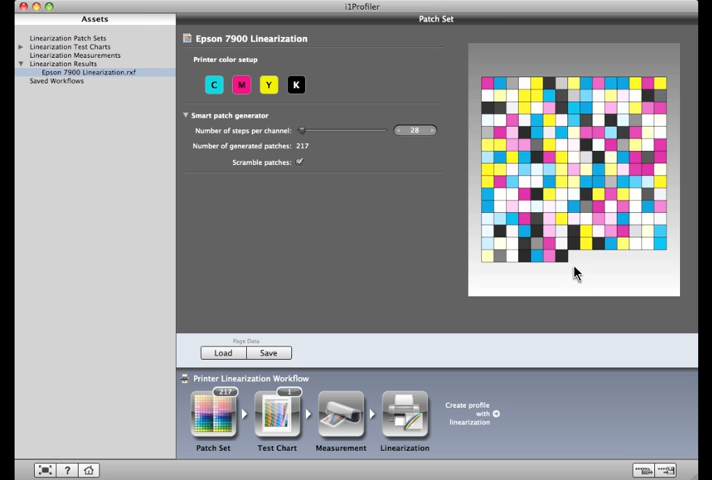 i1Profiler
Assets
Patch Set
Linearization Patch Sets
Linearization Test Charts
Linearization Measurements
Linearization Results
Epson 7900 Linearization.rxf
Saved Workflows
Epson 7900 Linearization
Printer color setup
C M Y K
Smart patch generator
Number of steps per channel: 28
Number of generated patches: 217
Scramble patches:
Page Data
Load Save
Printer Linearization Workflow
217 1
Create profile
with
linearization
Patch Set Test Chart Measurement Linearization
?